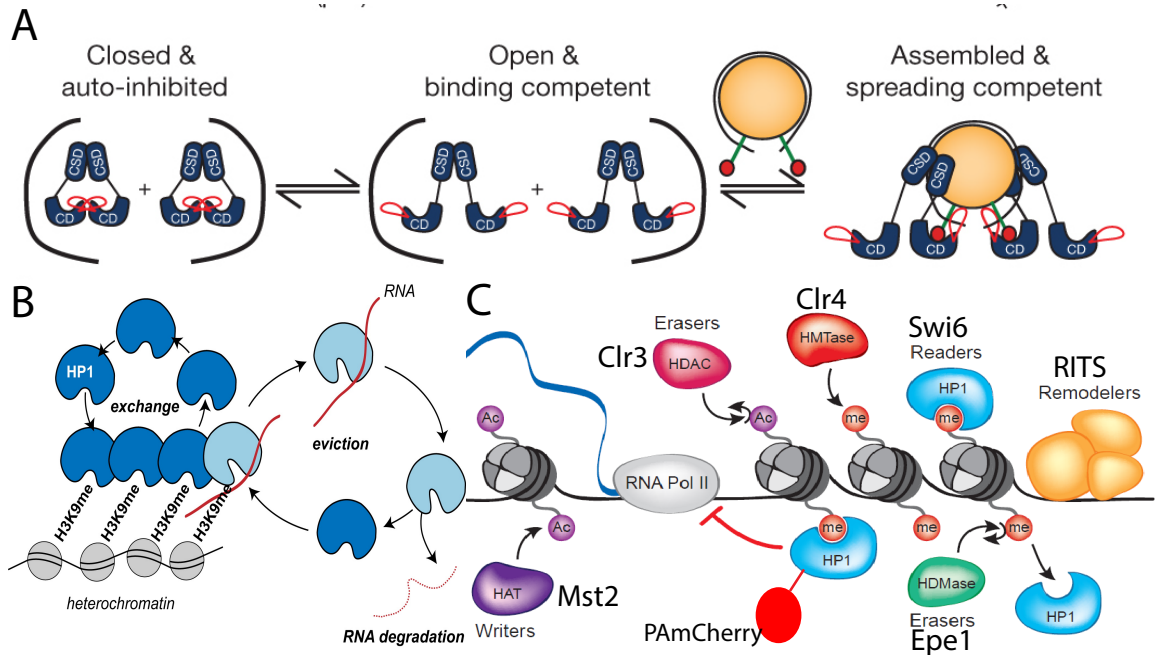 A
Closed &
auto-inhibited
Open &
binding competent
Assembled &
spreading competent
CSD
CSD
CD
CD
+
CSD
CSD
CD
CD
CSD
CSD
CD
CD
+
CSD
CSD
CD
CD
CSD
CSD
CSD
CD
CD
CD
CD
B
RNA
HP1
exchange
eviction
H3K9me
H3K9me
H3K9me
H3K9me
heterochromatin
RNA degradation
C
Erasers
Clr3
HDAC
Clr4
HMTase
Swi6
Readers
HP1
RITS
Remodelers
Ac
Ac
me
me
RNA Pol II
Ac
me
me
me
HP1
HAT
Mst2
Writers
PAmCherry
HDMase
Erasers
Epe1
HP1